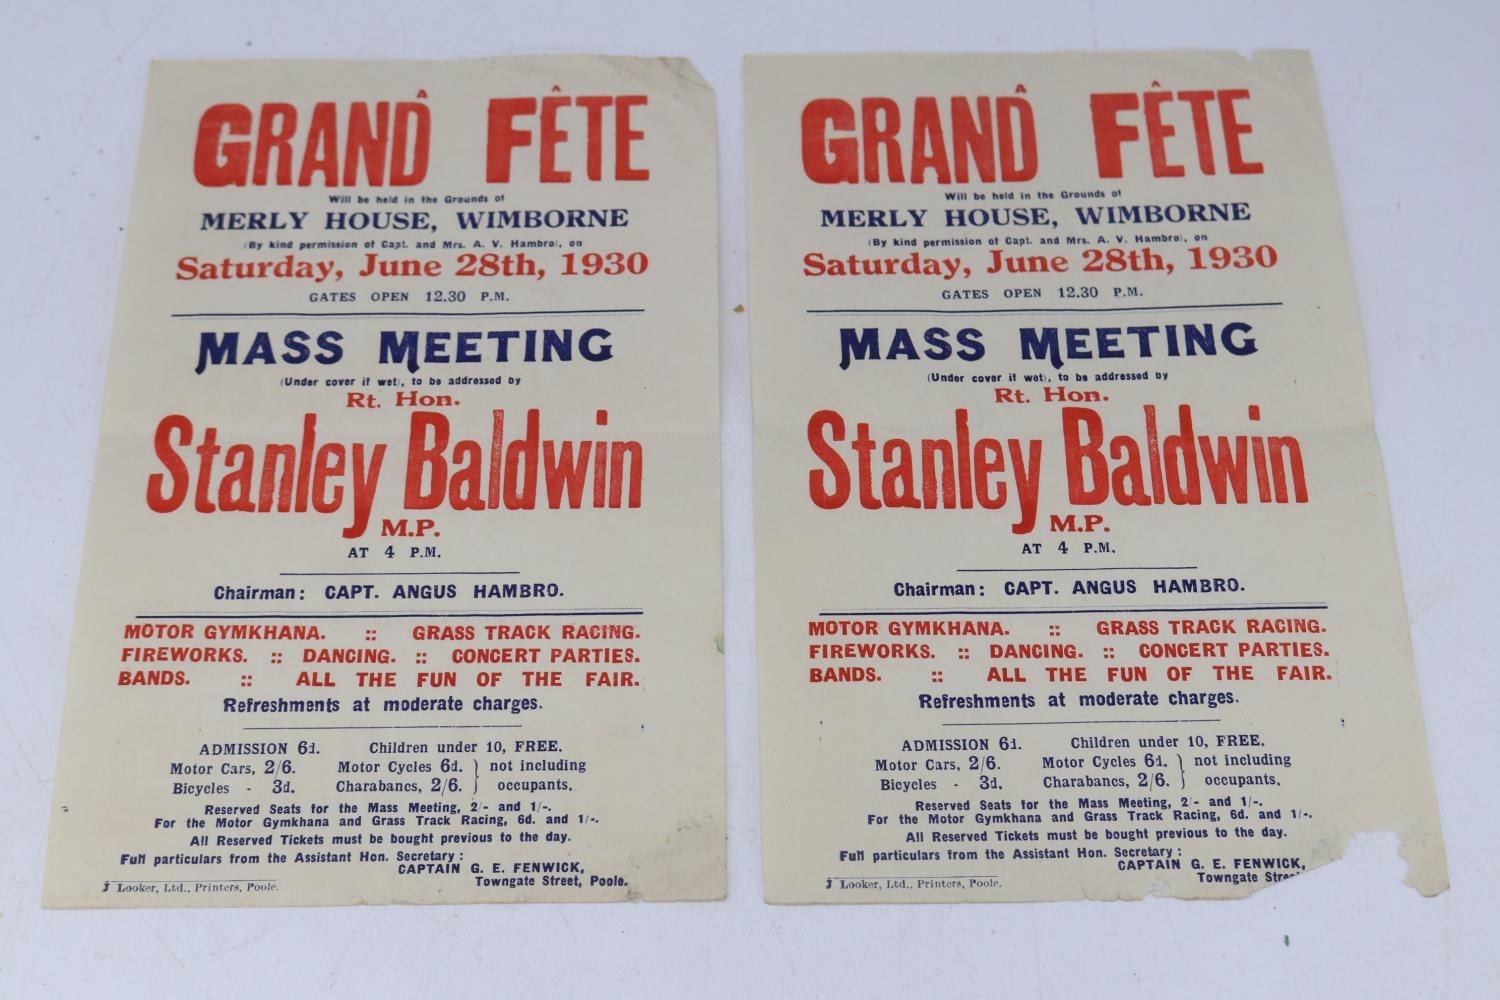 GRAND FÊTE
Will be held in the Grounds of
MERLY HOUSE, WIMBORNE
(By kind permission of Capt. and Mrs. A. V. Hambro), on
Saturday, June 28th, 1930
GATES OPEN 12.30 P.M.
MASS MEETING
(Under cover if wet), to be addressed by
Rt. Hon.
Stanley Baldwin
M.P.
AT 4 P.M.
Chairman: CAPT. ANGUS HAMBRO.
MOTOR GYMKHANA. :: GRASS TRACK RACING.
FIREWORKS. :: DANCING. :: CONCERT PARTIES.
BANDS. :: ALL THE FUN OF THE FAIR.
Refreshments at moderate charges.
ADMISSION 6d. Children under 10, FREE.
Motor Cars, 2/6. Motor Cycles 6d. } not including
Bicycles - 3d. Charabancs, 2/6. } occupants.
Reserved Seats for the Mass Meeting, 2/- and 1/-.
For the Motor Gymkhana and Grass Track Racing, 6d. and 1/-.
All Reserved Tickets must be bought previous to the day.
Full particulars from the Assistant Hon. Secretary:
CAPTAIN G. E. FENWICK,
Towngate Street, Poole.
J Looker, Ltd., Printers, Poole.
GRAND FÊTE
Will be held in the Grounds of
MERLY HOUSE, WIMBORNE
(By kind permission of Capt. and Mrs. A. V. Hambro), on
Saturday, June 28th, 1930
GATES OPEN 12.30 P.M.
MASS MEETING
(Under cover if wet), to be addressed by
Rt. Hon.
Stanley Baldwin
M.P.
AT 4 P.M.
Chairman: CAPT. ANGUS HAMBRO.
MOTOR GYMKHANA. :: GRASS TRACK RACING.
FIREWORKS. :: DANCING. :: CONCERT PARTIES.
BANDS. :: ALL THE FUN OF THE FAIR.
Refreshments at moderate charges.
ADMISSION 6d. Children under 10, FREE.
Motor Cars, 2/6. Motor Cycles 6d. } not including
Bicycles - 3d. Charabancs, 2/6. } occupants.
Reserved Seats for the Mass Meeting, 2/- and 1/-.
For the Motor Gymkhana and Grass Track Racing, 6d. and 1/-.
All Reserved Tickets must be bought previous to the day.
Full particulars from the Assistant Hon. Secretary:
CAPTAIN G. E. FENWICK,
Towngate Street
J Looker, Ltd., Printers, Poole.